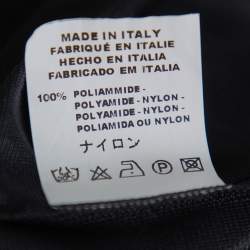 MADE IN ITALY
FABRIQUÉ EN ITALIE
HECHO EN ITALIA
FABRICADO EM ITALIA
100% POLIAMMIDE -
POLYAMIDE - NYLON -
POLYAMIDE - NYLON -
POLIAMIDA OU NYLON
ナイロン